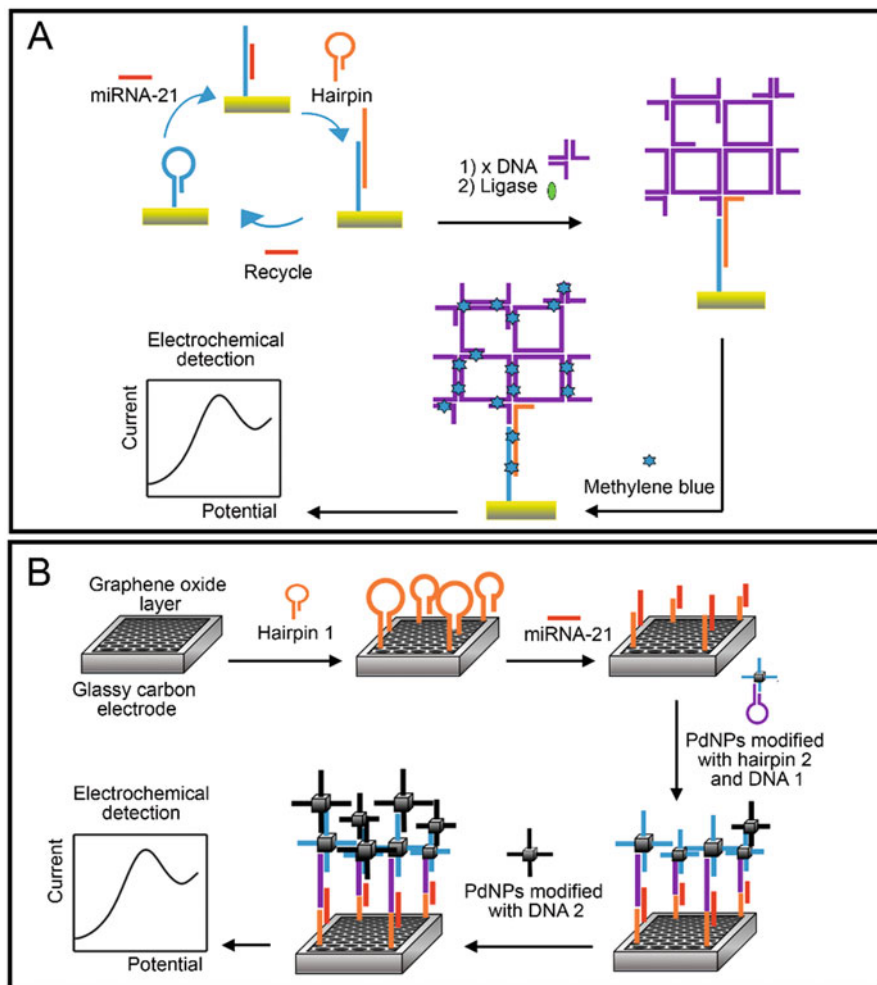 A
miRNA-21
Hairpin
Recycle
1) x DNA
2) Ligase
Electrochemical
detection
Current
Potential
Methylene blue
B
Graphene oxide
layer
Glassy carbon
electrode
Hairpin 1
miRNA-21
PdNPs modified
with hairpin 2
and DNA 1
PdNPs modified
with DNA 2
Electrochemical
detection
Current
Potential